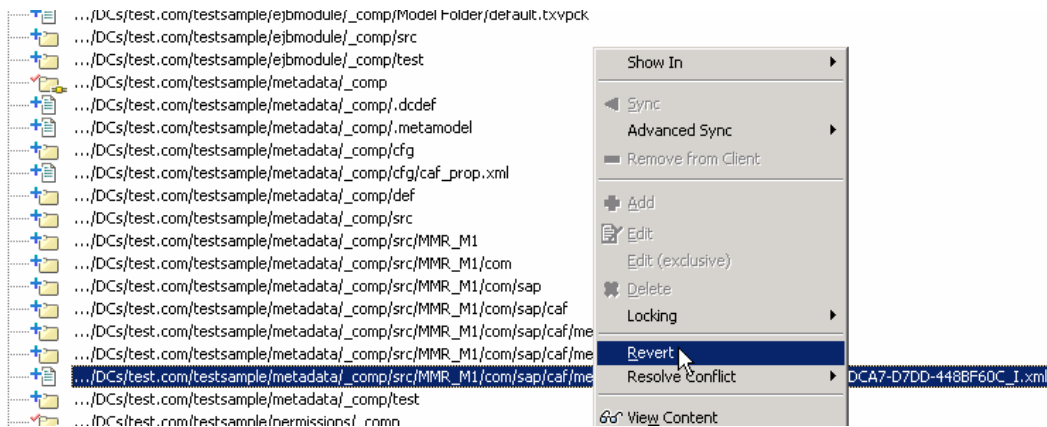 .../DCs/test.com/testsample/ejbmodule/_comp/Model Folder/default.txvpck
.../DCs/test.com/testsample/ejbmodule/_comp/src
.../DCs/test.com/testsample/ejbmodule/_comp/test
.../DCs/test.com/testsample/metadata/_comp
.../DCs/test.com/testsample/metadata/_comp/.dcdef
.../DCs/test.com/testsample/metadata/_comp/.metamodel
.../DCs/test.com/testsample/metadata/_comp/cfg
.../DCs/test.com/testsample/metadata/_comp/cfg/caf_prop.xml
.../DCs/test.com/testsample/metadata/_comp/def
.../DCs/test.com/testsample/metadata/_comp/src
.../DCs/test.com/testsample/metadata/_comp/src/MMR_M1
.../DCs/test.com/testsample/metadata/_comp/src/MMR_M1/com
.../DCs/test.com/testsample/metadata/_comp/src/MMR_M1/com/sap
.../DCs/test.com/testsample/metadata/_comp/src/MMR_M1/com/sap/caf
.../DCs/test.com/testsample/metadata/_comp/src/MMR_M1/com/sap/caf/me
.../DCs/test.com/testsample/metadata/_comp/src/MMR_M1/com/sap/caf/me
.../DCs/test.com/testsample/metadata/_comp/src/MMR_M1/com/sap/caf/me DCA7-D7DD-448BF60C_I.xml
.../DCs/test.com/testsample/metadata/_comp/test
.../DCs/test.com/testsample/permissions/_comp
Show In
Sync
Advanced Sync
Remove from Client
Add
Edit
Edit (exclusive)
Delete
Locking
Revert
Resolve Conflict
View Content